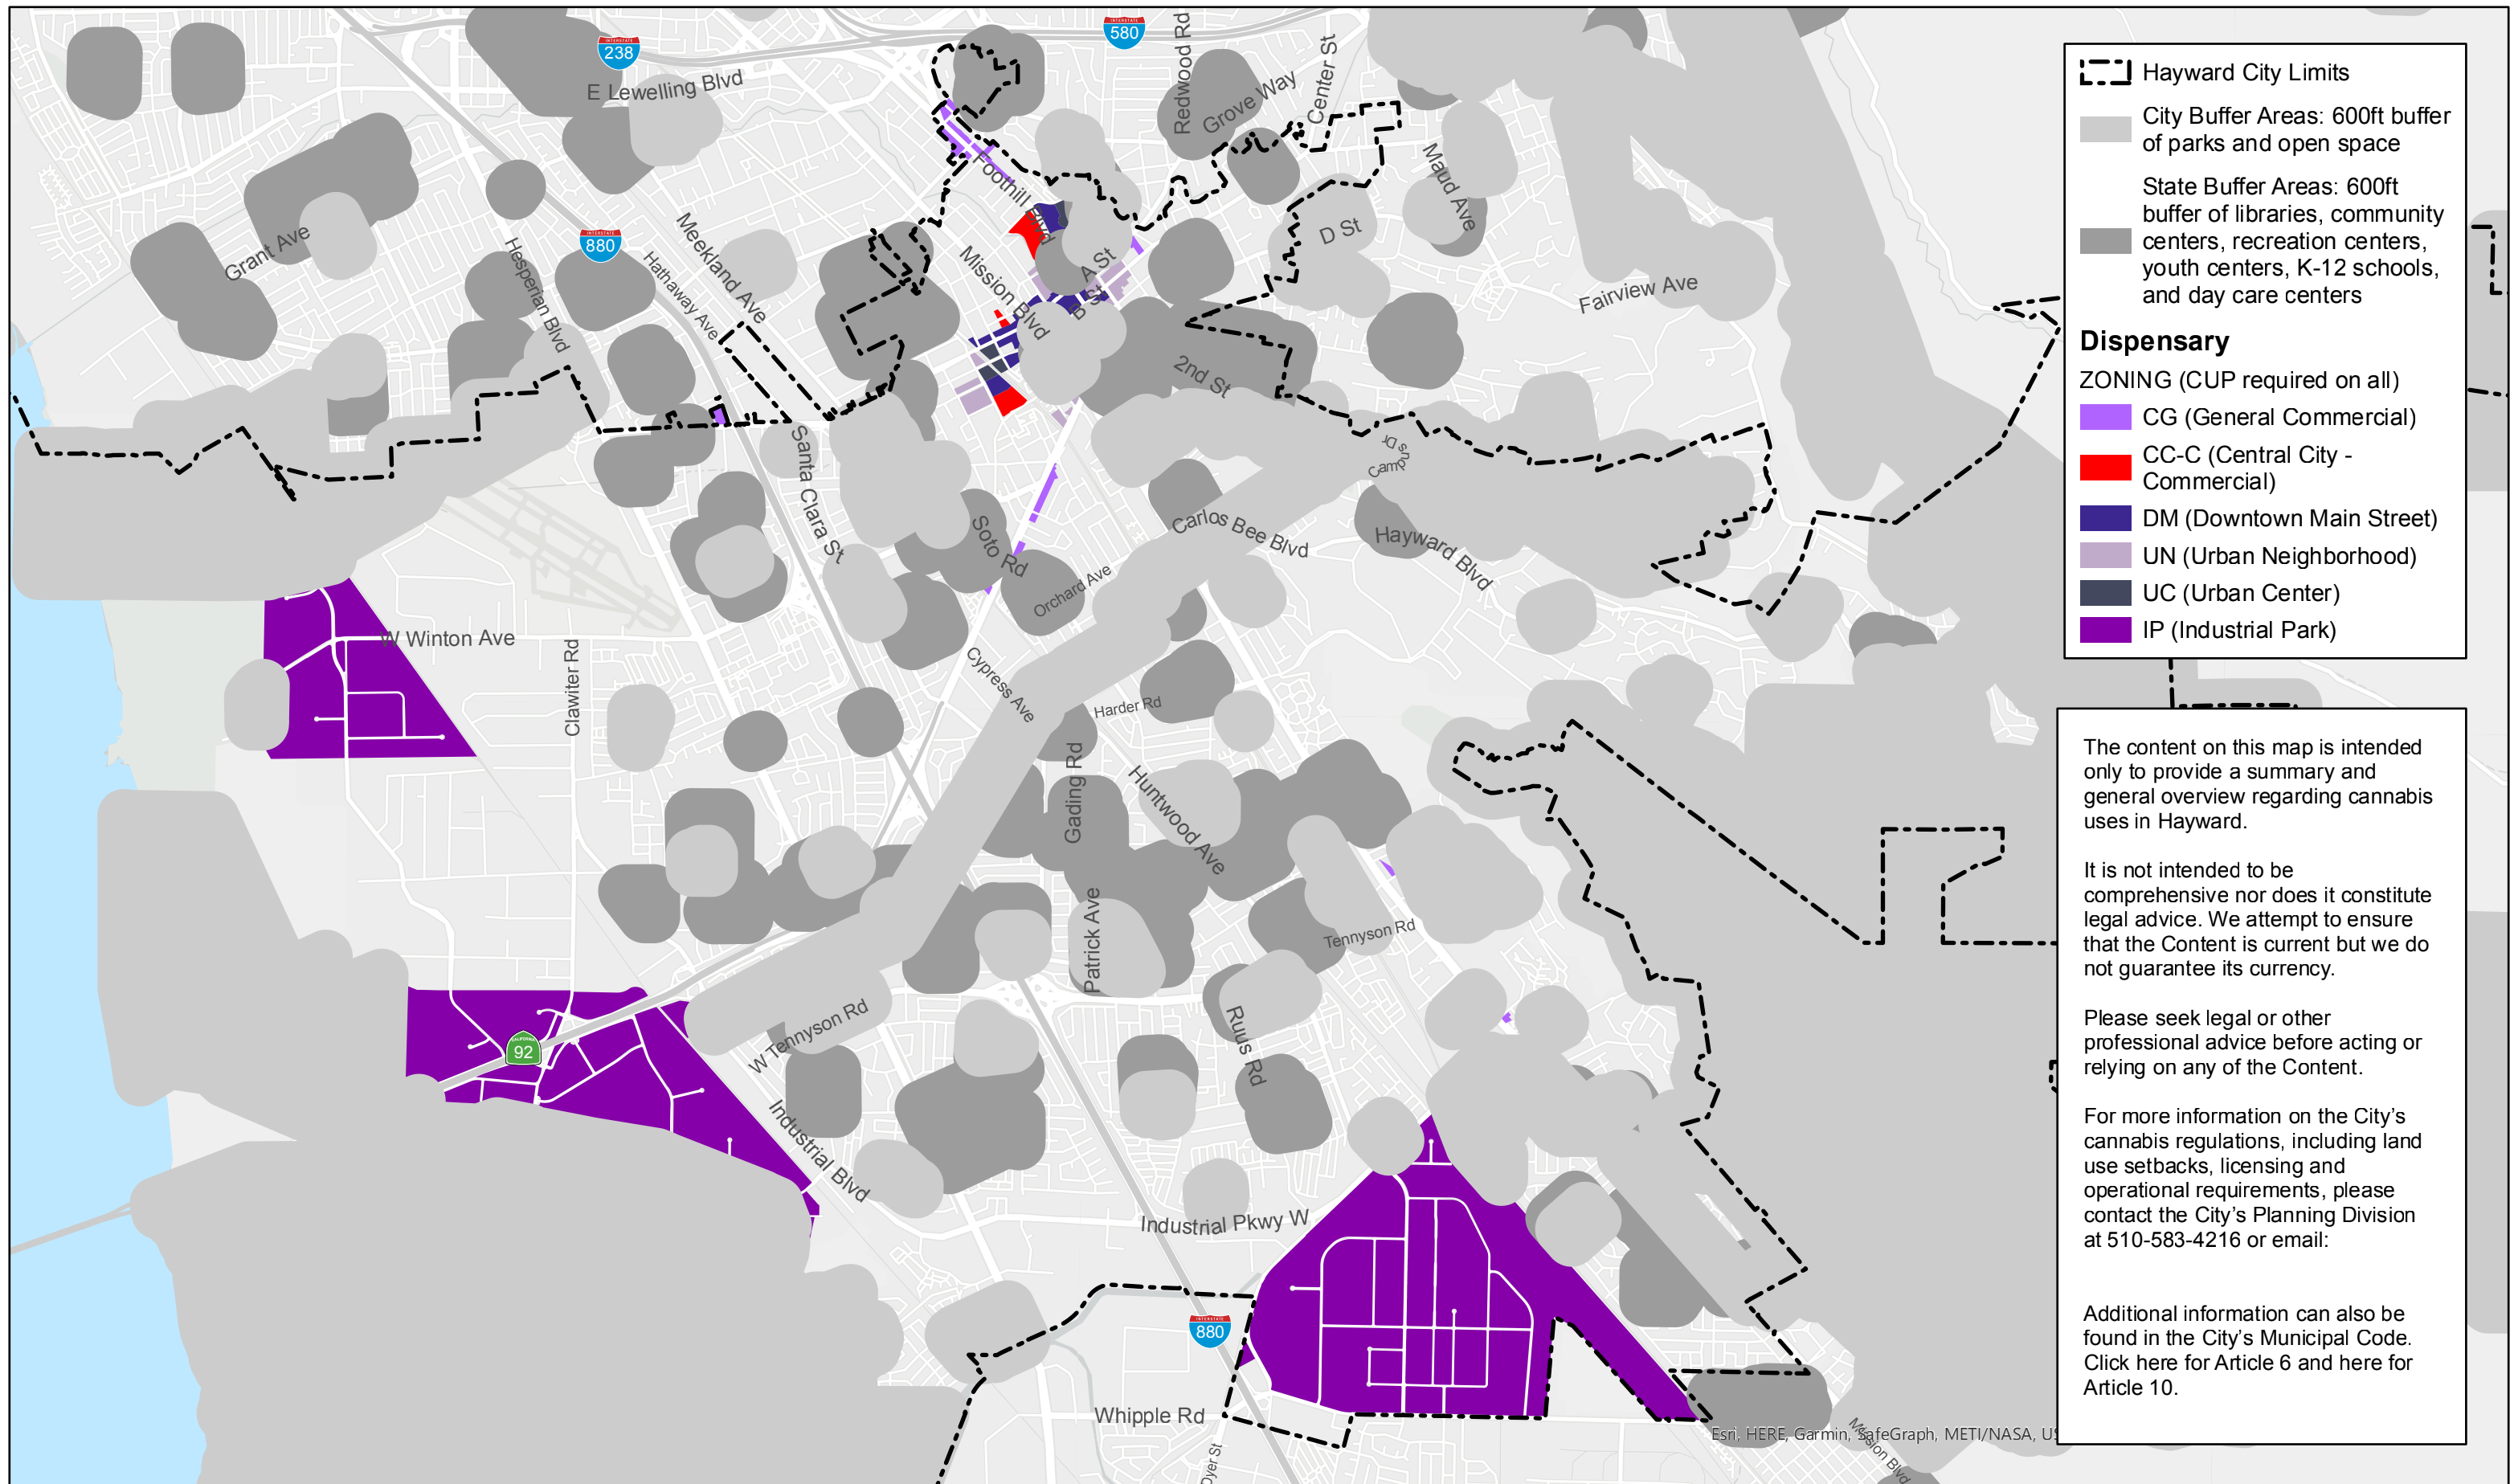 INTERSTATE
238
INTERSTATE
580
Redwood Rd
Center St
E Lewelling Blvd
Grove Way
Foothill Blvd
Maud Ave
Grant Ave
INTERSTATE
880
Hesperian Blvd
Hathaway Ave
Meekland Ave
Mission Blvd
A St
B St
D St
Fairview Ave
2nd St
Santa Clara St
Campus Dr
Soto Rd
Carlos Bee Blvd
Hayward Blvd
Orchard Ave
W Winton Ave
Clawiter Rd
Cypress Ave
Harder Rd
Gading Rd
Huntwood Ave
Patrick Ave
Tennyson Rd
CALIFORNIA
92
W Tennyson Rd
Ruus Rd
Industrial Blvd
Industrial Pkwy W
INTERSTATE
880
Whipple Rd
Dyer St
Mission Blvd
Esri, HERE, Garmin, SafeGraph, METI/NASA, US
Hayward City Limits
City Buffer Areas: 600ft buffer
of parks and open space
State Buffer Areas: 600ft
buffer of libraries, community
centers, recreation centers,
youth centers, K-12 schools,
and day care centers
Dispensary
ZONING (CUP required on all)
CG (General Commercial)
CC-C (Central City -
Commercial)
DM (Downtown Main Street)
UN (Urban Neighborhood)
UC (Urban Center)
IP (Industrial Park)
The content on this map is intended
only to provide a summary and
general overview regarding cannabis
uses in Hayward.
It is not intended to be
comprehensive nor does it constitute
legal advice. We attempt to ensure
that the Content is current but we do
not guarantee its currency.
Please seek legal or other
professional advice before acting or
relying on any of the Content.
For more information on the City’s
cannabis regulations, including land
use setbacks, licensing and
operational requirements, please
contact the City’s Planning Division
at 510-583-4216 or email:
Additional information can also be
found in the City’s Municipal Code.
Click here for Article 6 and here for
Article 10.